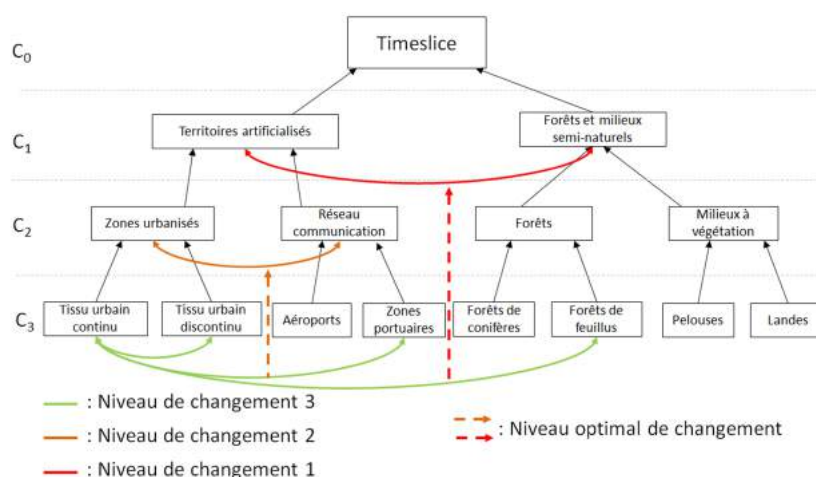 Timeslice
C0
Territoires artificialisés
Forêts et milieux
semi-naturels
C1
Zones urbanisés
Réseau
communication
Forêts
Milieux à
végétation
C2
Tissu urbain
continu
Tissu urbain
discontinu
Aéroports
Zones
portuaires
Forêts de
conifères
Forêts de
feuillus
Pelouses
Landes
C3
: Niveau de changement 3
: Niveau de changement 2
: Niveau optimal de changement
: Niveau de changement 1